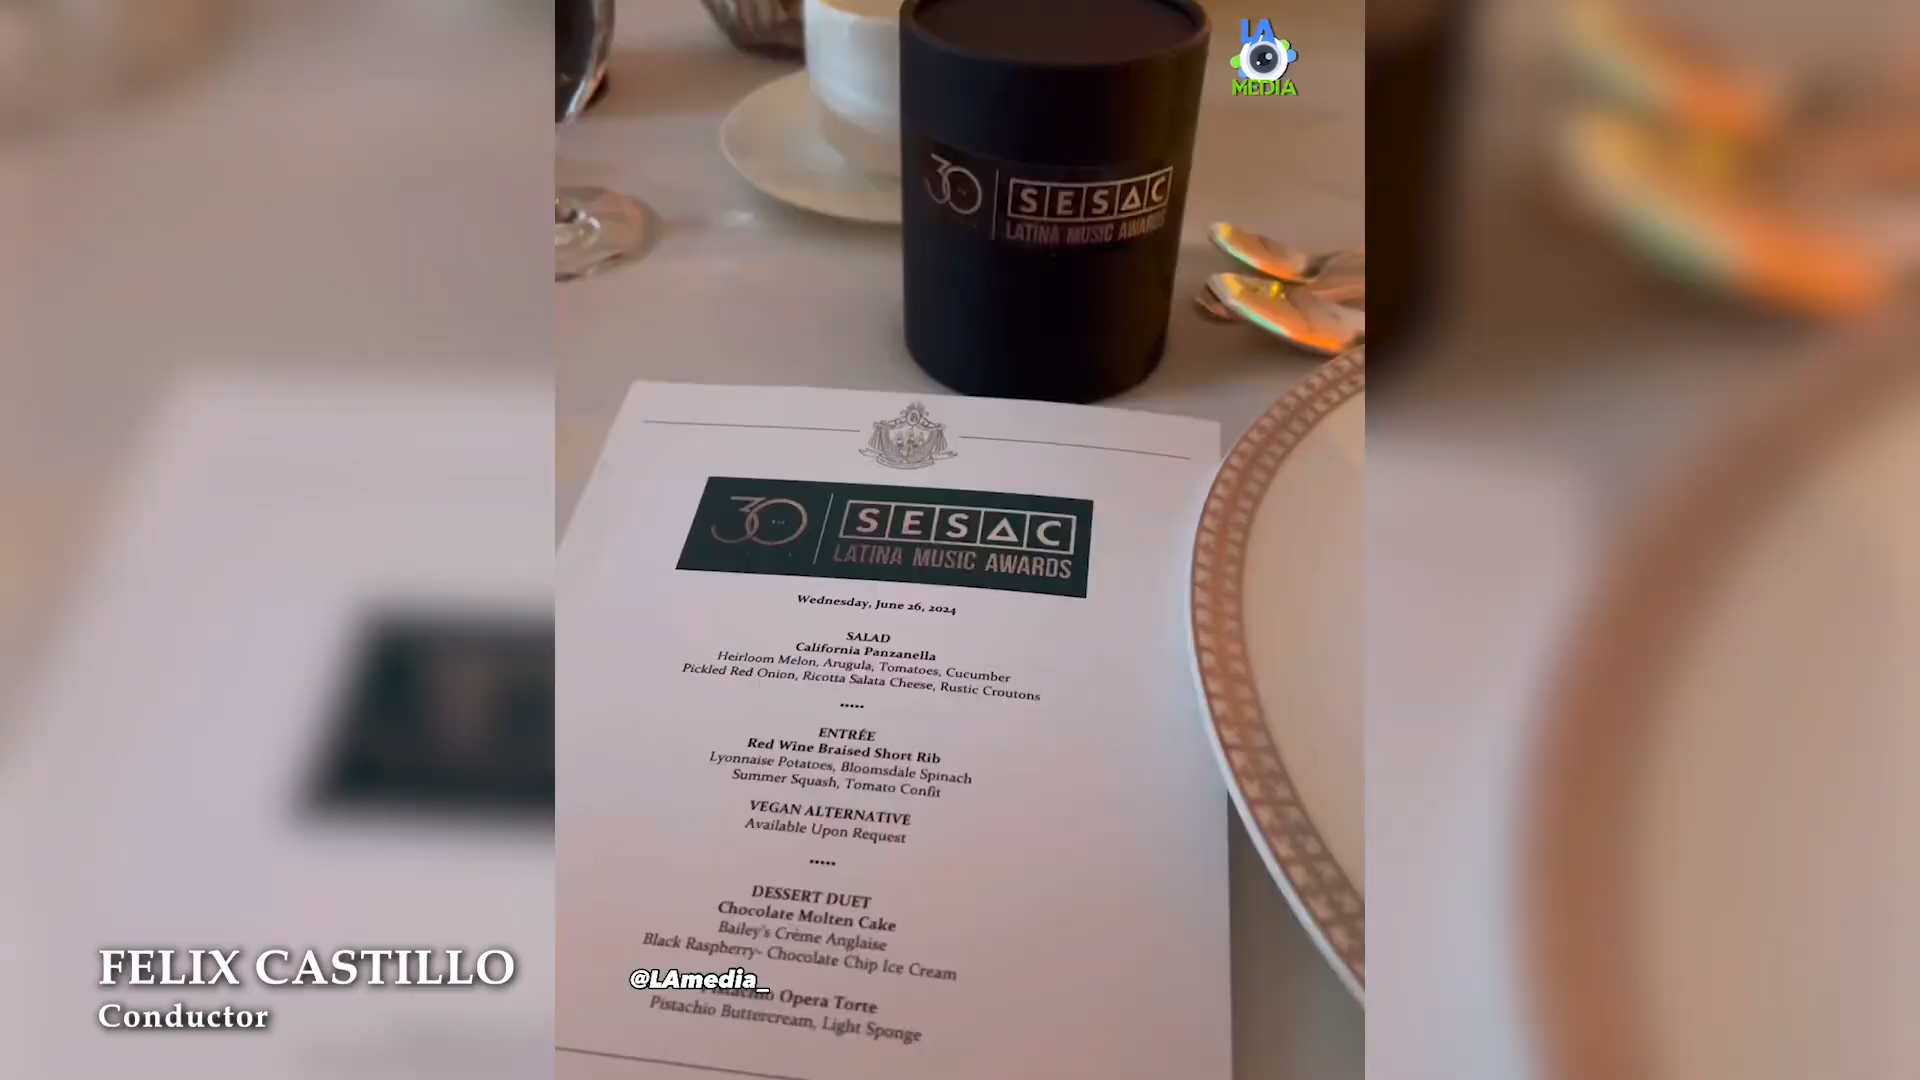 LA
MEDIA
30
TH
SESAC
LATINA MUSIC AWARDS
30
TH
SESAC
LATINA MUSIC AWARDS
Wednesday, June 26, 2024
SALAD
California Panzanella
Heirloom Melon, Arugula, Tomatoes, Cucumber
Pickled Red Onion, Ricotta Salata Cheese, Rustic Croutons
•••••
ENTRÉE
Red Wine Braised Short Rib
Lyonnaise Potatoes, Bloomsdale Spinach
Summer Squash, Tomato Confit
VEGAN ALTERNATIVE
Available Upon Request
•••••
DESSERT DUET
Chocolate Molten Cake
Bailey's Crème Anglaise
Black Raspberry- Chocolate Chip Ice Cream
@LAmedia_
Pistachio Opera Torte
Pistachio Buttercream, Light Sponge
FELIX CASTILLO
Conductor